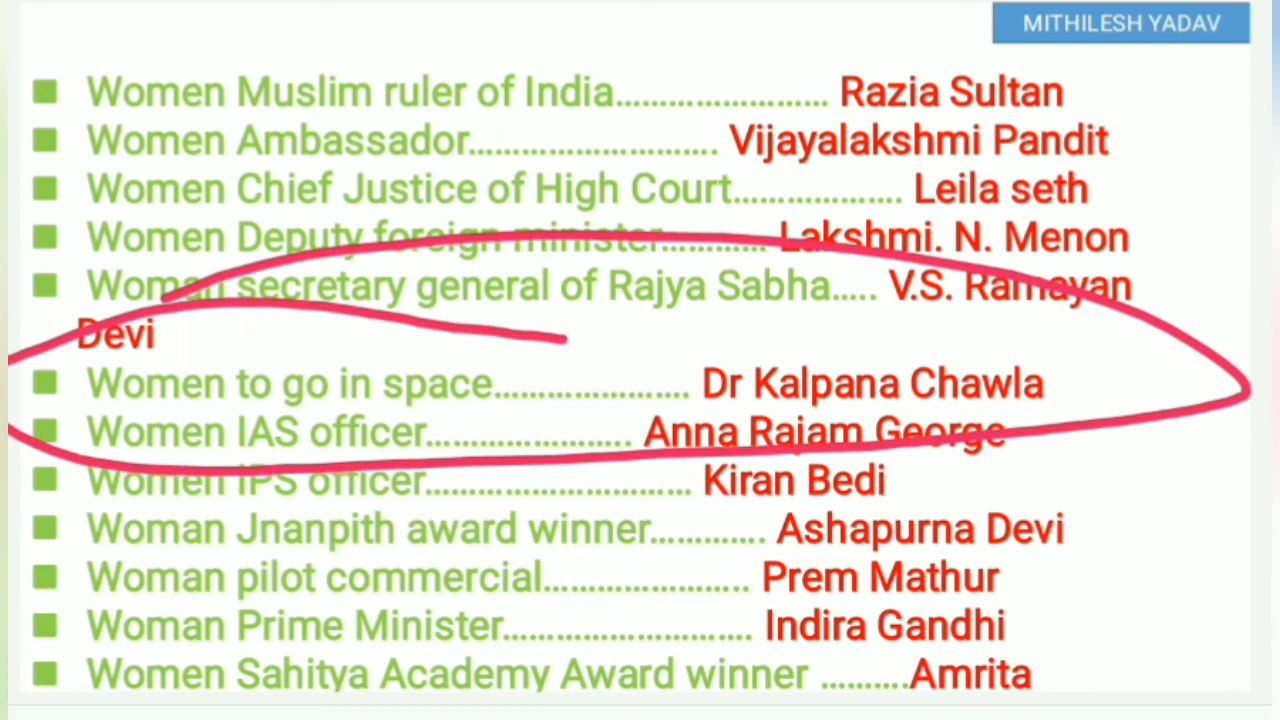 MITHILESH YADAV
Women Muslim ruler of India........................ Razia Sultan
Women Ambassador............................ Vijayalakshmi Pandit
Women Chief Justice of High Court................... Leila seth
Women Deputy foreign minister............ Lakshmi. N. Menon
Woman secretary general of Rajya Sabha..... V.S. Ramayan
Devi
Women to go in space...................... Dr Kalpana Chawla
Women IAS officer....................... Anna Rajam George
Women IPS officer.............................. Kiran Bedi
Woman Jnanpith award winner............. Ashapurna Devi
Woman pilot commercial....................... Prem Mathur
Woman Prime Minister............................ Indira Gandhi
Women Sahitya Academy Award winner ..........Amrita